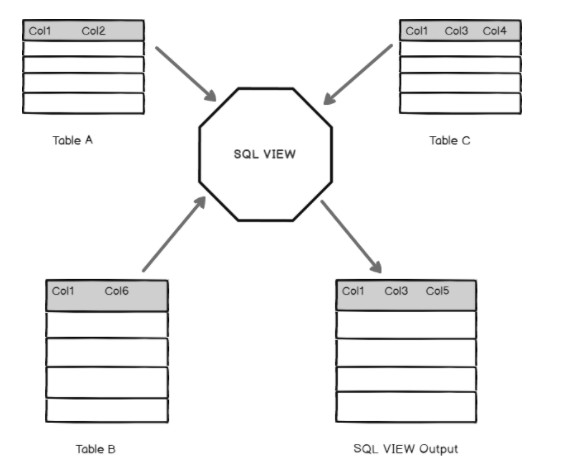 Col1 Col2
Table A
Col1 Col3 Col4
Table C
SQL VIEW
Col1 Col6
Table B
Col1 Col3 Col5
SQL VIEW Output